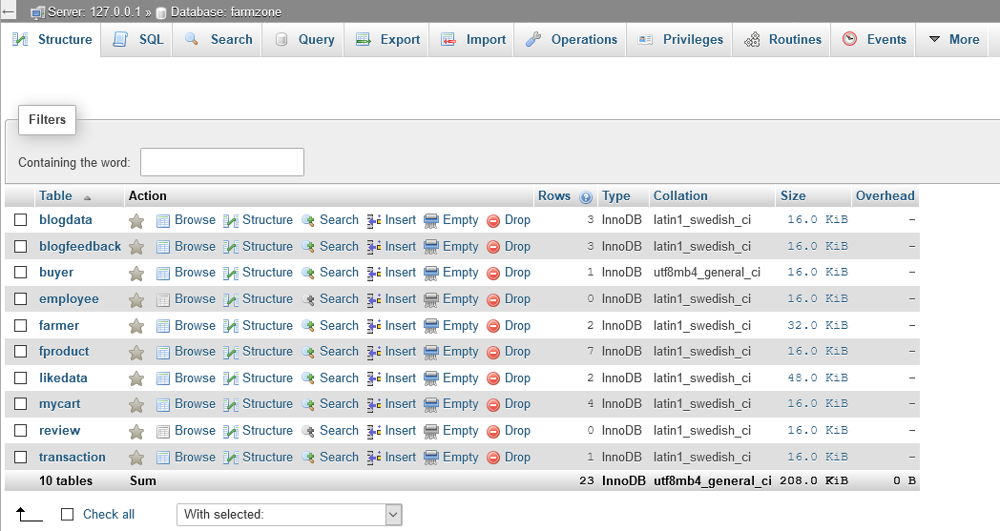 Server: 127.0.0.1 » Database: farmzone
Structure SQL Search Query Export Import Operations Privileges Routines Events More
Filters
Containing the word:
Table Action Rows Type Collation Size Overhead
blogdata Browse Structure Search Insert Empty Drop 3 InnoDB latin1_swedish_ci 16.0 KiB -
blogfeedback Browse Structure Search Insert Empty Drop 3 InnoDB latin1_swedish_ci 16.0 KiB -
buyer Browse Structure Search Insert Empty Drop 1 InnoDB utf8mb4_general_ci 16.0 KiB -
employee Browse Structure Search Insert Empty Drop 0 InnoDB latin1_swedish_ci 16.0 KiB -
farmer Browse Structure Search Insert Empty Drop 2 InnoDB latin1_swedish_ci 32.0 KiB -
fproduct Browse Structure Search Insert Empty Drop 7 InnoDB latin1_swedish_ci 16.0 KiB -
likedata Browse Structure Search Insert Empty Drop 2 InnoDB latin1_swedish_ci 48.0 KiB -
mycart Browse Structure Search Insert Empty Drop 4 InnoDB latin1_swedish_ci 16.0 KiB -
review Browse Structure Search Insert Empty Drop 0 InnoDB latin1_swedish_ci 16.0 KiB -
transaction Browse Structure Search Insert Empty Drop 1 InnoDB latin1_swedish_ci 16.0 KiB -
10 tables Sum 23 InnoDB utf8mb4_general_ci 208.0 KiB 0 B
Check all With selected: